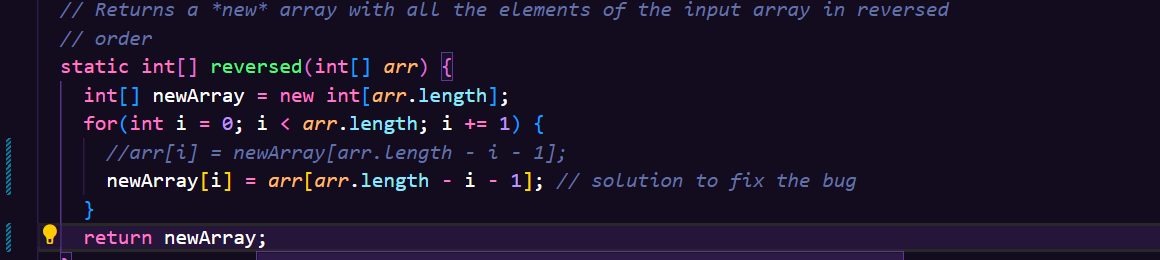 // Returns a *new* array with all the elements of the input array in reversed
// order
static int[] reversed(int[] arr) {
int[] newArray = new int[arr.length];
for(int i = 0; i < arr.length; i += 1) {
//arr[i] = newArray[arr.length - i - 1];
newArray[i] = arr[arr.length - i - 1]; // solution to fix the bug
}
return newArray;